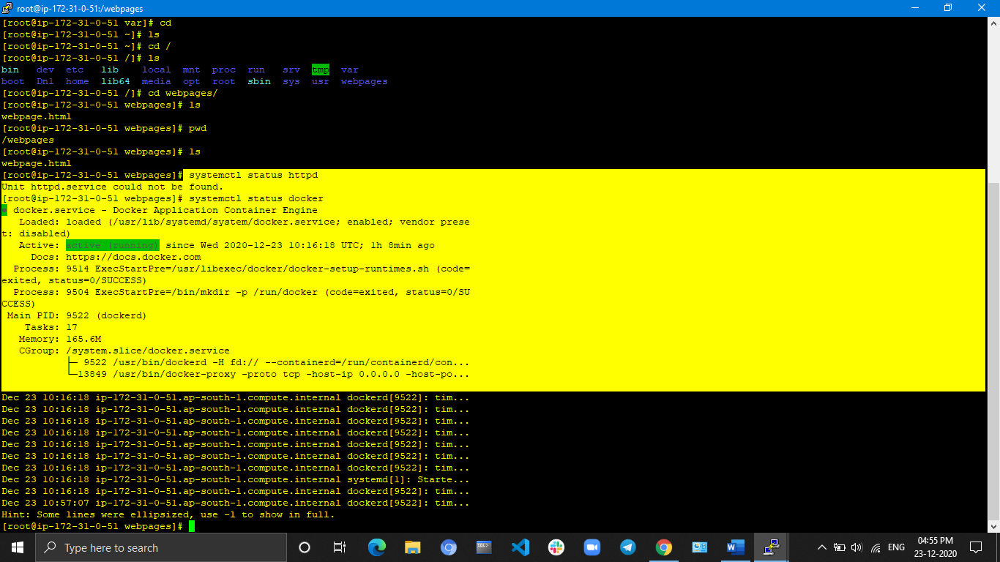 root@ip-172-31-0-51:/webpages
[root@ip-172-31-0-51 var]# cd
[root@ip-172-31-0-51 ~]# ls
[root@ip-172-31-0-51 ~]# cd /
[root@ip-172-31-0-51 /]# ls
bin dev etc lib local mnt proc run srv tmp var
boot Dnl home lib64 media opt root sbin sys usr webpages
[root@ip-172-31-0-51 /]# cd webpages/
[root@ip-172-31-0-51 webpages]# ls
webpage.html
[root@ip-172-31-0-51 webpages]# pwd
/webpages
[root@ip-172-31-0-51 webpages]# ls
webpage.html
[root@ip-172-31-0-51 webpages]# systemctl status httpd
Unit httpd.service could not be found.
[root@ip-172-31-0-51 webpages]# systemctl status docker
● docker.service - Docker Application Container Engine
Loaded: loaded (/usr/lib/systemd/system/docker.service; enabled; vendor prese
t: disabled)
Active: active (running) since Wed 2020-12-23 10:16:18 UTC; 1h 8min ago
Docs: https://docs.docker.com
Process: 9514 ExecStartPre=/usr/libexec/docker/docker-setup-runtimes.sh (code=
exited, status=0/SUCCESS)
Process: 9504 ExecStartPre=/bin/mkdir -p /run/docker (code=exited, status=0/SU
CCESS)
Main PID: 9522 (dockerd)
Tasks: 17
Memory: 165.6M
CGroup: /system.slice/docker.service
├─ 9522 /usr/bin/dockerd -H fd:// --containerd=/run/containerd/con...
└─13849 /usr/bin/docker-proxy -proto tcp -host-ip 0.0.0.0 -host-po...
Dec 23 10:16:18 ip-172-31-0-51.ap-south-1.compute.internal dockerd[9522]: tim...
Dec 23 10:16:18 ip-172-31-0-51.ap-south-1.compute.internal dockerd[9522]: tim...
Dec 23 10:16:18 ip-172-31-0-51.ap-south-1.compute.internal dockerd[9522]: tim...
Dec 23 10:16:18 ip-172-31-0-51.ap-south-1.compute.internal dockerd[9522]: tim...
Dec 23 10:16:18 ip-172-31-0-51.ap-south-1.compute.internal dockerd[9522]: tim...
Dec 23 10:16:18 ip-172-31-0-51.ap-south-1.compute.internal dockerd[9522]: tim...
Dec 23 10:16:18 ip-172-31-0-51.ap-south-1.compute.internal dockerd[9522]: tim...
Dec 23 10:16:18 ip-172-31-0-51.ap-south-1.compute.internal systemd[1]: Starte...
Dec 23 10:16:18 ip-172-31-0-51.ap-south-1.compute.internal dockerd[9522]: tim...
Dec 23 10:57:07 ip-172-31-0-51.ap-south-1.compute.internal dockerd[9522]: tim...
Hint: Some lines were ellipsized, use -l to show in full.
[root@ip-172-31-0-51 webpages]#
Type here to search
SQL>
ENG
04:55 PM
23-12-2020